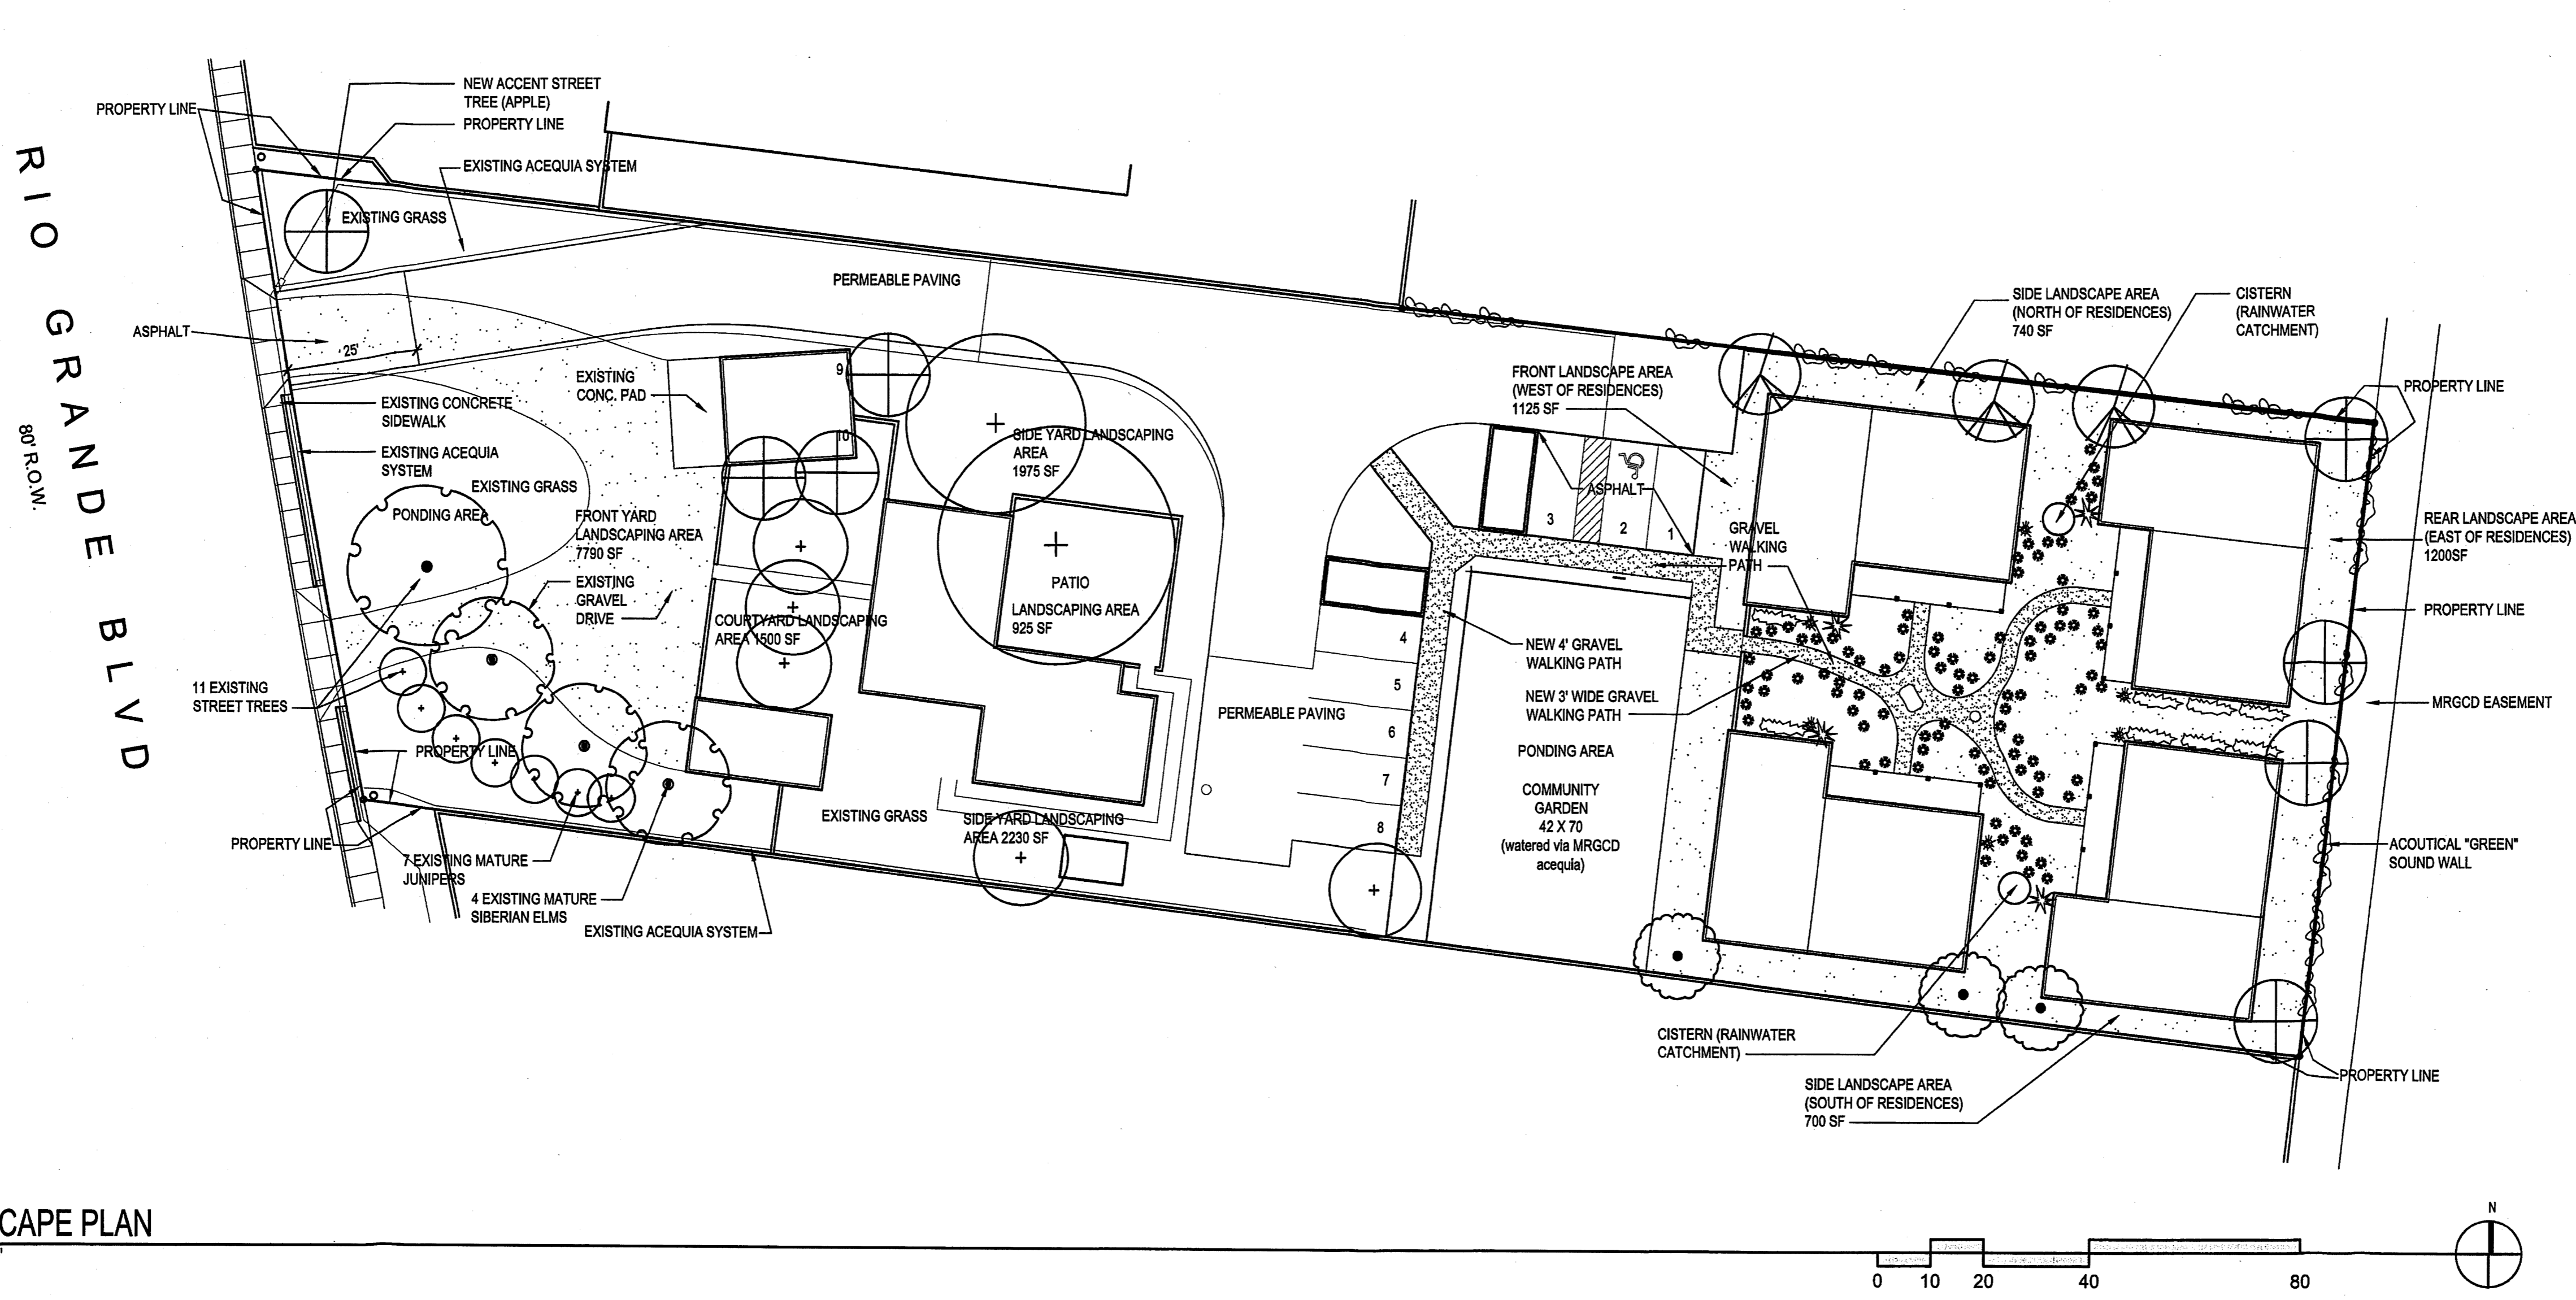 NEW ACCENT STREET
TREE (APPLE)
PROPERTY LINE
PROPERTY LINE
EXISTING ACEQUIA SYSTEM
EXISTING GRASS
RIO GRANDE BLVD
80' R.O.W.
ASPHALT
25'
PERMEABLE PAVING
EXISTING
CONC. PAD
9
10
EXISTING CONCRETE
SIDEWALK
EXISTING ACEQUIA
SYSTEM
EXISTING GRASS
PONDING AREA
FRONT YARD
LANDSCAPING AREA
7790 SF
EXISTING
GRAVEL
DRIVE
SIDE YARD LANDSCAPING
AREA
1975 SF
PATIO
LANDSCAPING AREA
925 SF
COURTYARD LANDSCAPING
AREA 1500 SF
11 EXISTING
STREET TREES
PROPERTY LINE
PROPERTY LINE
7 EXISTING MATURE
JUNIPERS
4 EXISTING MATURE
SIBERIAN ELMS
EXISTING ACEQUIA SYSTEM
EXISTING GRASS
SIDE YARD LANDSCAPING
AREA 2230 SF
PERMEABLE PAVING
4
5
6
7
8
3
2
1
ASPHALT
FRONT LANDSCAPE AREA
(WEST OF RESIDENCES)
1125 SF
GRAVEL
WALKING
PATH
NEW 4' GRAVEL
WALKING PATH
NEW 3' WIDE GRAVEL
WALKING PATH
PONDING AREA
COMMUNITY
GARDEN
42 X 70
(watered via MRGCD
acequia)
SIDE LANDSCAPE AREA
(NORTH OF RESIDENCES)
740 SF
CISTERN
(RAINWATER
CATCHMENT)
PROPERTY LINE
REAR LANDSCAPE AREA
(EAST OF RESIDENCES)
1200SF
PROPERTY LINE
MRGCD EASEMENT
ACOUTICAL "GREEN"
SOUND WALL
CISTERN (RAINWATER
CATCHMENT)
SIDE LANDSCAPE AREA
(SOUTH OF RESIDENCES)
700 SF
PROPERTY LINE
CAPE PLAN
N
0 10 20 40 80